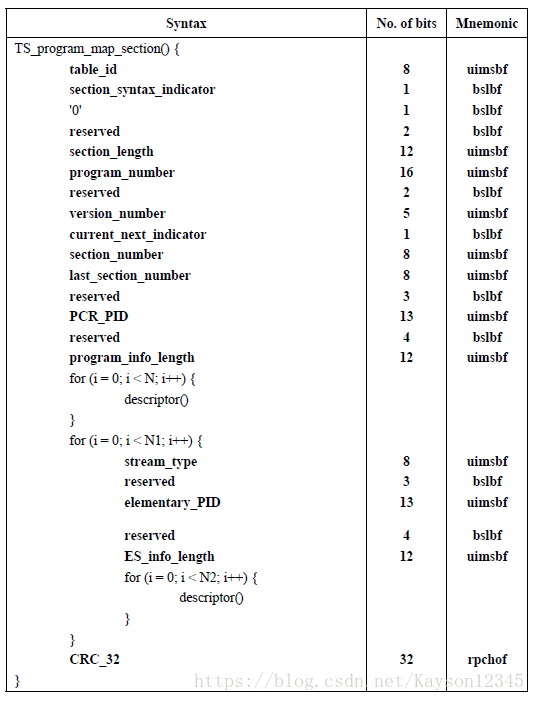 Syntax No. of bits Mnemonic
TS_program_map_section() {
table_id 8 uimsbf
section_syntax_indicator 1 bslbf
'0' 1 bslbf
reserved 2 bslbf
section_length 12 uimsbf
program_number 16 uimsbf
reserved 2 bslbf
version_number 5 uimsbf
current_next_indicator 1 bslbf
section_number 8 uimsbf
last_section_number 8 uimsbf
reserved 3 bslbf
PCR_PID 13 uimsbf
reserved 4 bslbf
program_info_length 12 uimsbf
for (i = 0; i < N; i++) {
descriptor()
}
for (i = 0; i < N1; i++) {
stream_type 8 uimsbf
reserved 3 bslbf
elementary_PID 13 uimsbf
reserved 4 bslbf
ES_info_length 12 uimsbf
for (i = 0; i < N2; i++) {
descriptor()
}
}
CRC_32 32 rpchof
}
https://blog.csdn.net/Kayson12345